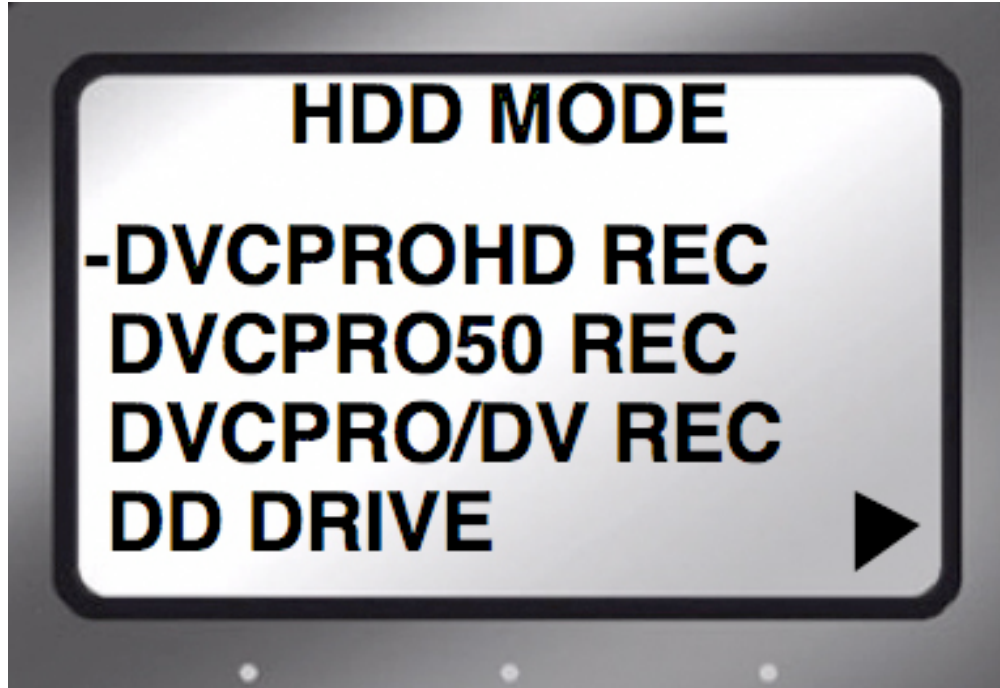 HDD MODE
-DVCPROHD REC
DVCPRO50 REC
DVCPRO/DV REC
DD DRIVE